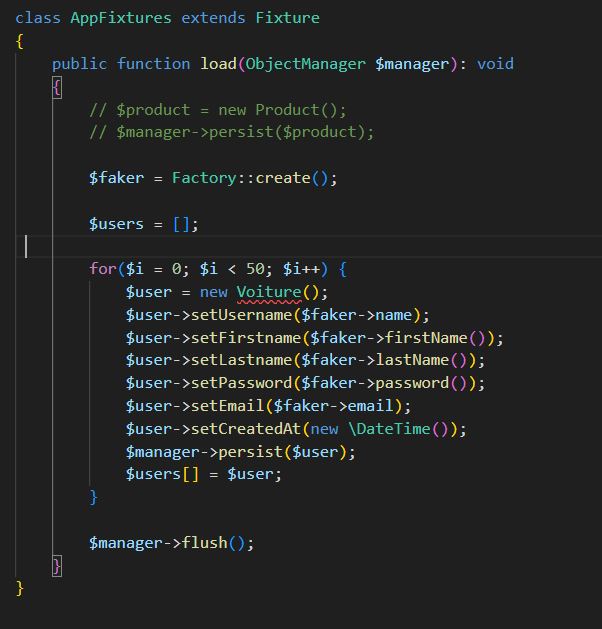 class AppFixtures extends Fixture
{
    public function load(ObjectManager $manager): void
    {
        // $product = new Product();
        // $manager->persist($product);

        $faker = Factory::create();

        $users = [];

        for($i = 0; $i < 50; $i++) {
            $user = new Voiture();
            $user->setUsername($faker->name);
            $user->setFirstname($faker->firstName());
            $user->setLastname($faker->lastName());
            $user->setPassword($faker->password());
            $user->setEmail($faker->email);
            $user->setCreatedAt(new \DateTime());
            $manager->persist($user);
            $users[] = $user;
        }

        $manager->flush();
    }
}